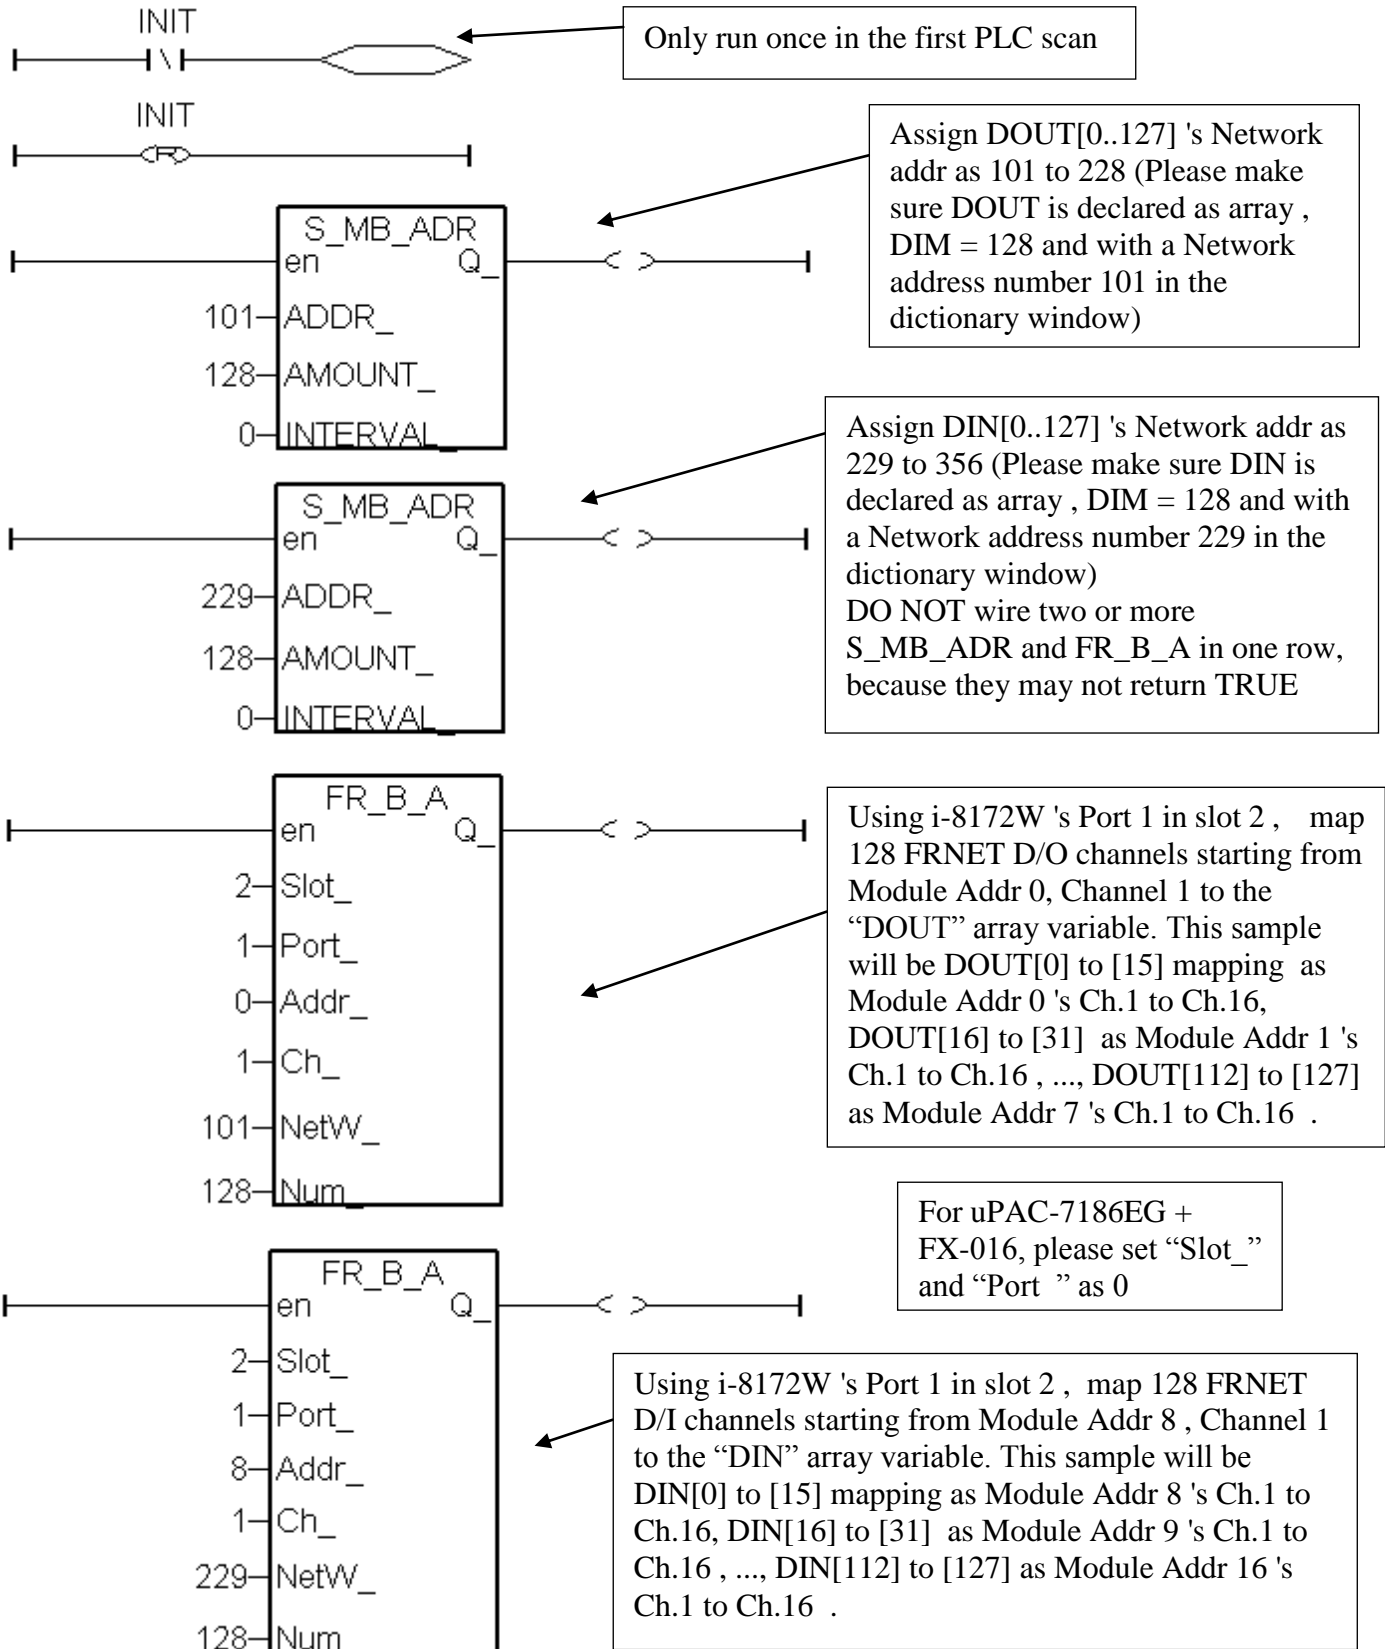 INIT
Only run once in the first PLC scan
INIT
R
Assign DOUT[0..127] 's Network
addr as 101 to 228 (Please make
sure DOUT is declared as array ,
DIM = 128 and with a Network
address number 101 in the
dictionary window)
S_MB_ADR
en Q_
101 ADDR_
128 AMOUNT_
0 INTERVAL_
Assign DIN[0..127] 's Network addr as
229 to 356 (Please make sure DIN is
declared as array , DIM = 128 and with
a Network address number 229 in the
dictionary window)
DO NOT wire two or more
S_MB_ADR and FR_B_A in one row,
because they may not return TRUE
S_MB_ADR
en Q_
229 ADDR_
128 AMOUNT_
0 INTERVAL_
FR_B_A
en Q_
2 Slot_
1 Port_
0 Addr_
1 Ch_
101 NetW_
128 Num_
Using i-8172W 's Port 1 in slot 2 , map
128 FRNET D/O channels starting from
Module Addr 0, Channel 1 to the
“DOUT” array variable. This sample
will be DOUT[0] to [15] mapping as
Module Addr 0 's Ch.1 to Ch.16,
DOUT[16] to [31] as Module Addr 1 's
Ch.1 to Ch.16 , ..., DOUT[112] to [127]
as Module Addr 7 's Ch.1 to Ch.16 .
For uPAC-7186EG +
FX-016, please set “Slot_”
and “Port ” as 0
FR_B_A
en Q_
2 Slot_
1 Port_
8 Addr_
1 Ch_
229 NetW_
128 Num
Using i-8172W 's Port 1 in slot 2 , map 128 FRNET
D/I channels starting from Module Addr 8 , Channel 1
to the “DIN” array variable. This sample will be
DIN[0] to [15] mapping as Module Addr 8 's Ch.1 to
Ch.16, DIN[16] to [31] as Module Addr 9 's Ch.1 to
Ch.16 , ..., DIN[112] to [127] as Module Addr 16 's
Ch.1 to Ch.16 .